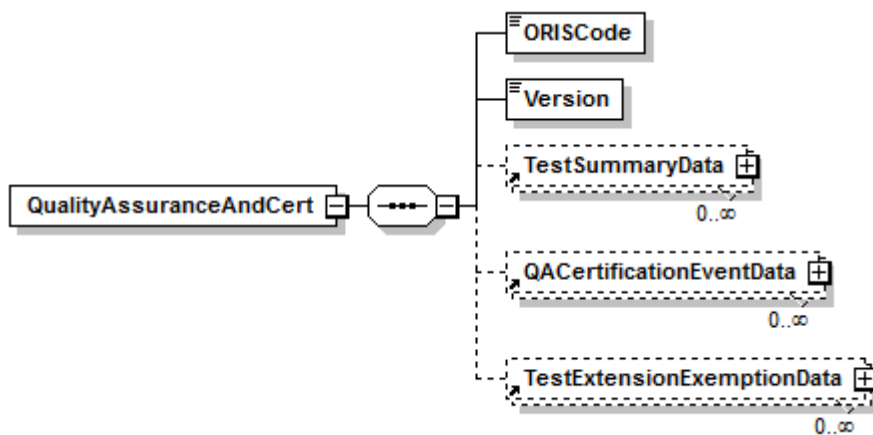 ORISCode
Version
TestSummaryData
0..∞
QualityAssuranceAndCert
QACertificationEventData
0..∞
TestExtensionExemptionData
0..∞